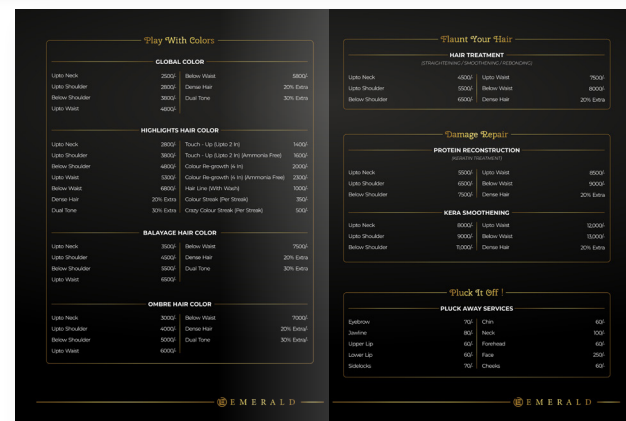 Play With Colors
GLOBAL COLOR
Upto Neck 2500/- Below Waist 5800/-
Upto Shoulder 2800/- Dense Hair 20% Extra
Below Shoulder 3800/- Dual Tone 30% Extra
Upto Waist 4800/-
HIGHLIGHTS HAIR COLOR
Upto Neck 2800/- Touch - Up (Upto 2 In) 1400/-
Upto Shoulder 3800/- Touch - Up (Upto 2 In) (Ammonia Free) 1600/-
Below Shoulder 4800/- Colour Re-growth (4 In) 2000/-
Upto Waist 5300/- Colour Re-growth (4 In) (Ammonia Free) 2300/-
Below Waist 6800/- Hair Line (With Wash) 1000/-
Dense Hair 20% Extra Colour Streak (Per Streak) 350/-
Dual Tone 30% Extra Crazy Colour Streak (Per Streak) 500/-
BALAYAGE HAIR COLOR
Upto Neck 3500/- Below Waist 7500/-
Upto Shoulder 4500/- Dense Hair 20% Extra
Below Shoulder 5500/- Dual Tone 30% Extra
Upto Waist 6500/-
OMBRE HAIR COLOR
Upto Neck 3000/- Below Waist 7000/-
Upto Shoulder 4000/- Dense Hair 20% Extra/-
Below Shoulder 5000/- Dual Tone 30% Extra/-
Upto Waist 6000/-
EMERALD
Flaunt Your Hair
HAIR TREATMENT
(STRAIGHTENING / SMOOTHENING / REBONDING)
Upto Neck 4500/- Upto Waist 7500/-
Upto Shoulder 5500/- Below Waist 8000/-
Below Shoulder 6500/- Dense Hair 20% Extra
Damage Repair
PROTEIN RECONSTRUCTION
(KERATIN TREATMENT)
Upto Neck 5500/- Upto Waist 8500/-
Upto Shoulder 6500/- Below Waist 9000/-
Below Shoulder 7500/- Dense Hair 20% Extra
KERA SMOOTHENING
Upto Neck 8000/- Upto Waist 12,000/-
Upto Shoulder 9000/- Below Waist 13,000/-
Below Shoulder 11,000/- Dense Hair 20% Extra
Pluck It Off !
PLUCK AWAY SERVICES
Eyebrow 70/- Chin 60/-
Jawline 80/- Neck 100/-
Upper Lip 60/- Forehead 60/-
Lower Lip 60/- Face 250/-
Sidelocks 70/- Cheeks 60/-
EMERALD